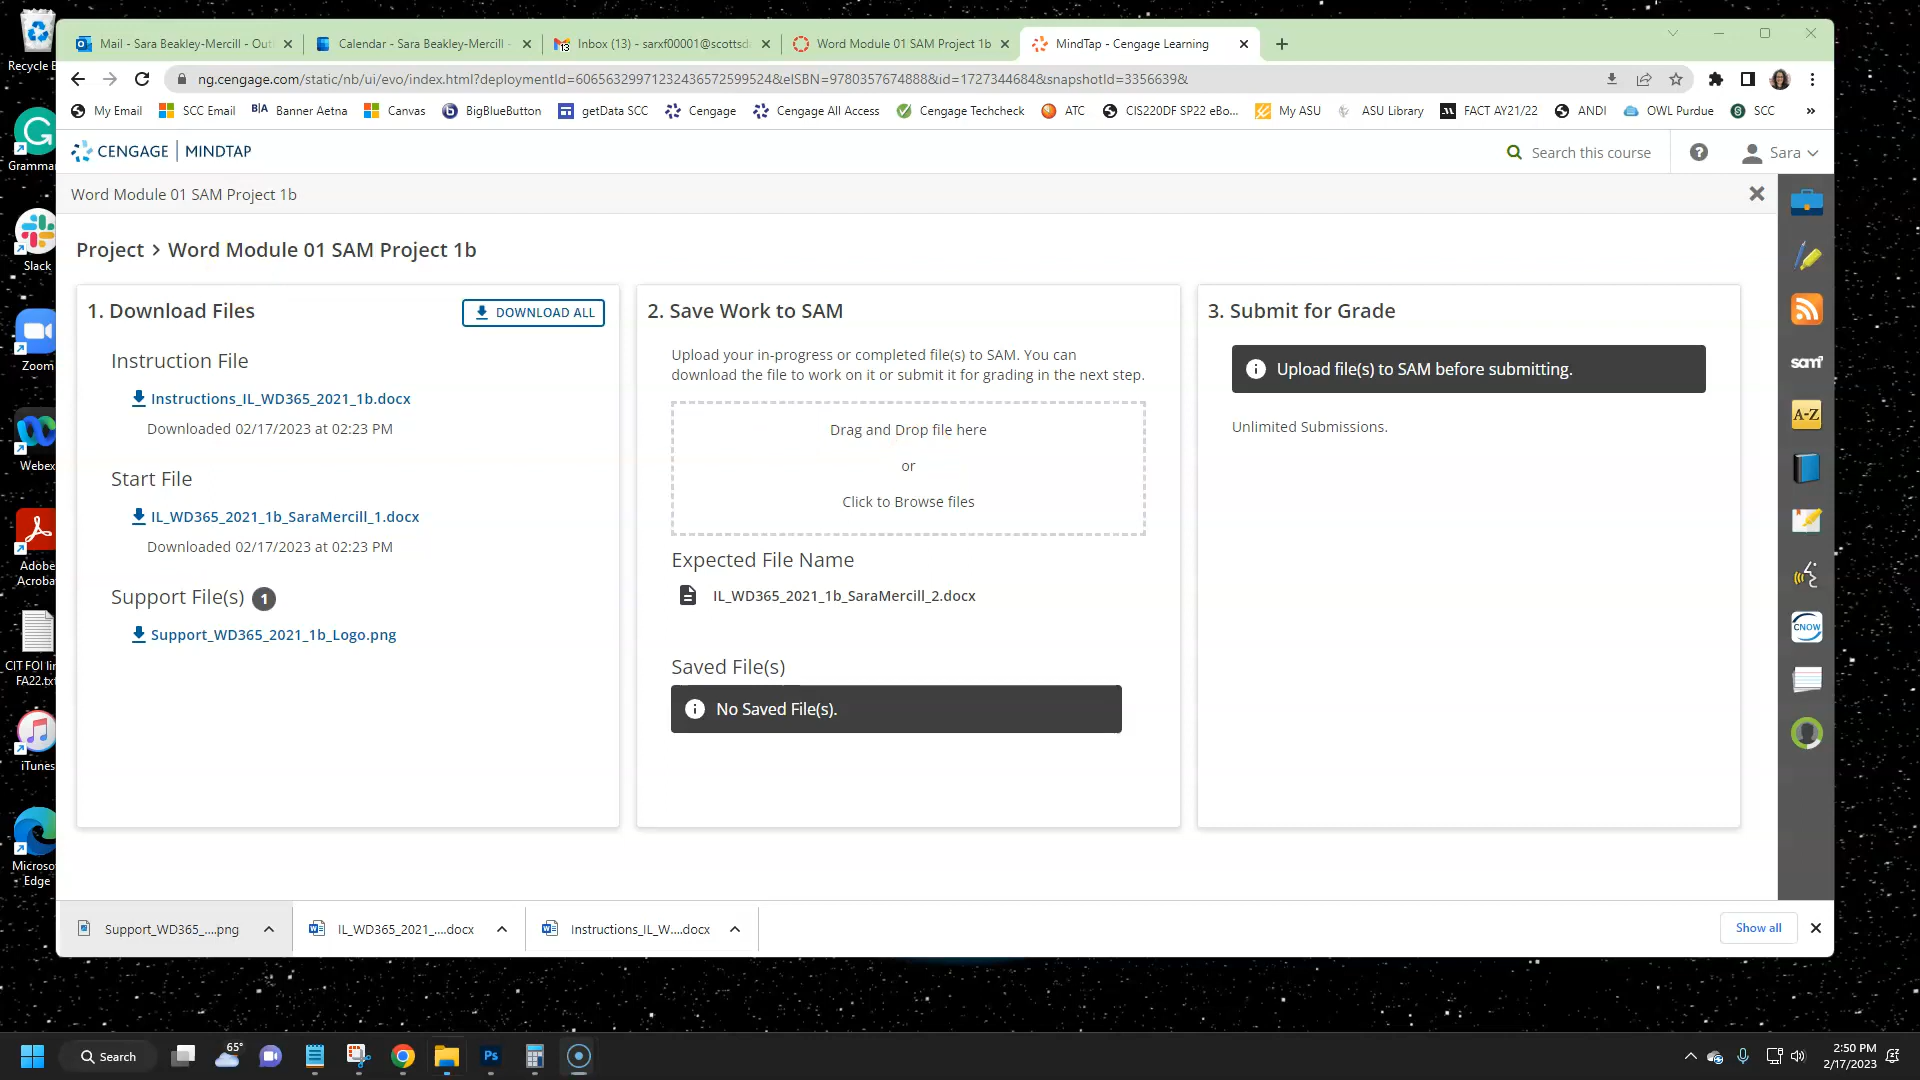 Recycle B
Gramma
Slack
Zoom
Webex
Adobe
Acroba
CIT FOI lin
FA22.txt
iTunes
Microso
Edge
Mail - Sara Beakley-Mercill - Out
Calendar - Sara Beakley-Mercill -
Inbox (13) - sarxf00001@scottsd
Word Module 01 SAM Project 1b
MindTap - Cengage Learning
ng.cengage.com/static/nb/ui/evo/index.html?deploymentId=60656329971232436572599524&eISBN=9780357674888&id=1727344684&snapshotId=3356639&
My Email
SCC Email
B|A Banner Aetna
Canvas
BigBlueButton
getData SCC
Cengage
Cengage All Access
Cengage Techcheck
ATC
CIS220DF SP22 eBo...
My ASU
ASU Library
FACT AY21/22
ANDI
OWL Purdue
SCC
»
CENGAGE | MINDTAP
Search this course
Sara
Word Module 01 SAM Project 1b
Project > Word Module 01 SAM Project 1b
1. Download Files
DOWNLOAD ALL
Instruction File
Instructions_IL_WD365_2021_1b.docx
Downloaded 02/17/2023 at 02:23 PM
Start File
IL_WD365_2021_1b_SaraMercill_1.docx
Downloaded 02/17/2023 at 02:23 PM
Support File(s) 1
Support_WD365_2021_1b_Logo.png
2. Save Work to SAM
Upload your in-progress or completed file(s) to SAM. You can
download the file to work on it or submit it for grading in the next step.
Drag and Drop file here
or
Click to Browse files
Expected File Name
IL_WD365_2021_1b_SaraMercill_2.docx
Saved File(s)
No Saved File(s).
3. Submit for Grade
Upload file(s) to SAM before submitting.
Unlimited Submissions.
sam
A-Z
CNOW
Support_WD365_....png
IL_WD365_2021_....docx
Instructions_IL_W....docx
Show all
Search
65°
Ps
2:50 PM
2/17/2023